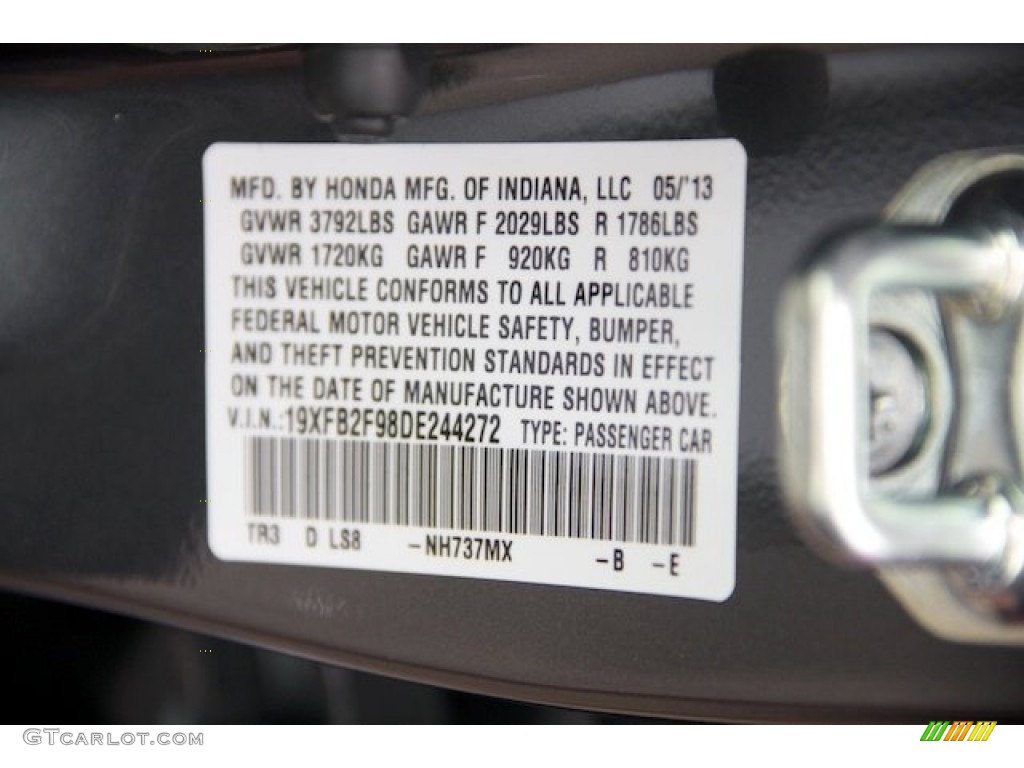 MFD. BY HONDA MFG. OF INDIANA, LLC 05/'13
GVWR 3792LBS GAWR F 2029LBS R 1786LBS
GVWR 1720KG GAWR F 920KG R 810KG
THIS VEHICLE CONFORMS TO ALL APPLICABLE
FEDERAL MOTOR VEHICLE SAFETY, BUMPER,
AND THEFT PREVENTION STANDARDS IN EFFECT
ON THE DATE OF MANUFACTURE SHOWN ABOVE.
V.I.N.:19XFB2F98DE244272 TYPE: PASSENGER CAR
TR3 D LS8 -NH737MX -B -E
GTCARLOT.COM